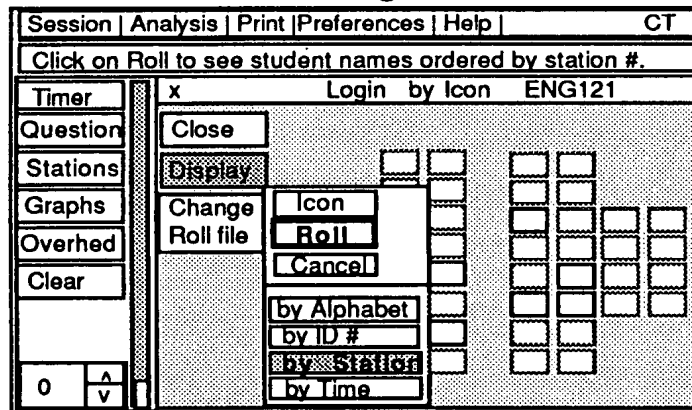 Session | Analysis | Print |Preferences | Help | CT
Click on Roll to see student names ordered by station #.
Timer
Question
Stations
Graphs
Overhed
Clear
0
^
v
x Login by Icon ENG121
Close
Display
Change
Roll file
Icon
Roll
Cancel
by Alphabet
by ID #
by Station
by Time